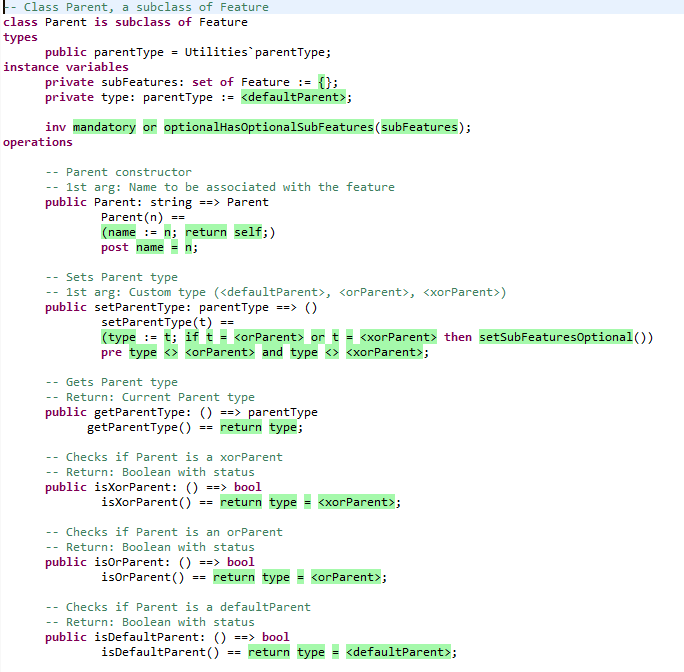 -- Class Parent, a subclass of Feature
class Parent is subclass of Feature
types
public parentType = Utilities`parentType;
instance variables
private subFeatures: set of Feature := {};
private type: parentType := <defaultParent>;
inv mandatory or optionalHasOptionalSubFeatures(subFeatures);
operations
-- Parent constructor
-- 1st arg: Name to be associated with the feature
public Parent: string ==> Parent
Parent(n) ==
(name := n; return self;)
post name = n;
-- Sets Parent type
-- 1st arg: Custom type (<defaultParent>, <orParent>, <xorParent>)
public setParentType: parentType ==> ()
setParentType(t) ==
(type := t; if t = <orParent> or t = <xorParent> then setSubFeaturesOptional())
pre type <> <orParent> and type <> <xorParent>;
-- Gets Parent type
-- Return: Current Parent type
public getParentType: () ==> parentType
getParentType() == return type;
-- Checks if Parent is a xorParent
-- Return: Boolean with status
public isXorParent: () ==> bool
isXorParent() == return type = <xorParent>;
-- Checks if Parent is an orParent
-- Return: Boolean with status
public isOrParent: () ==> bool
isOrParent() == return type = <orParent>;
-- Checks if Parent is a defaultParent
-- Return: Boolean with status
public isDefaultParent: () ==> bool
isDefaultParent() == return type = <defaultParent>;